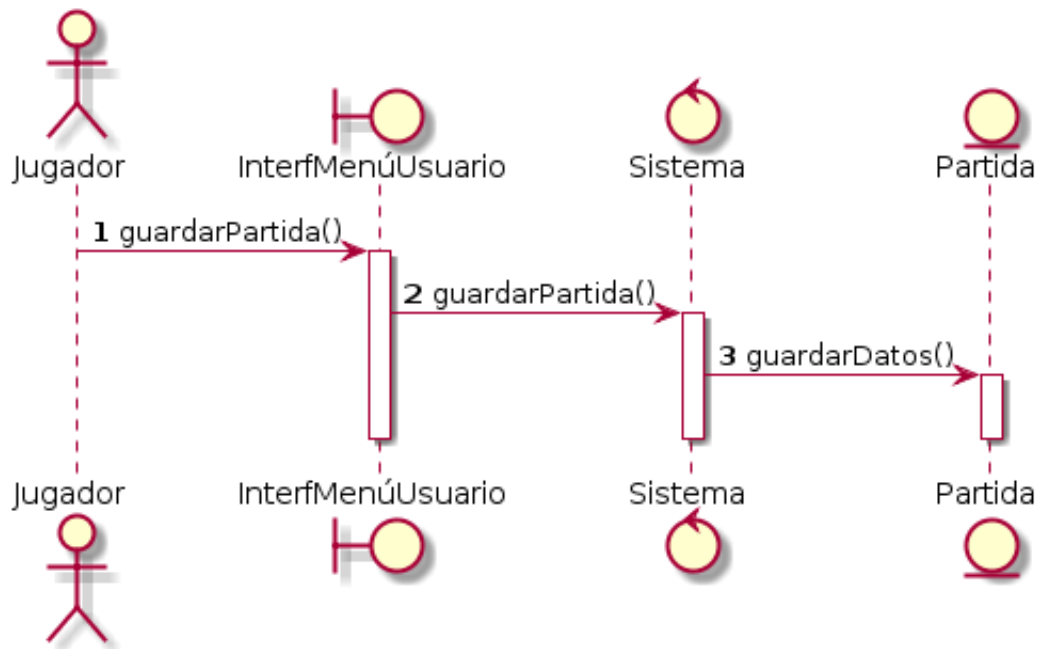 Jugador InterfMenúUsuario Sistema Partida
1 guardarPartida()
2 guardarPartida()
3 guardarDatos()
Jugador InterfMenúUsuario Sistema Partida